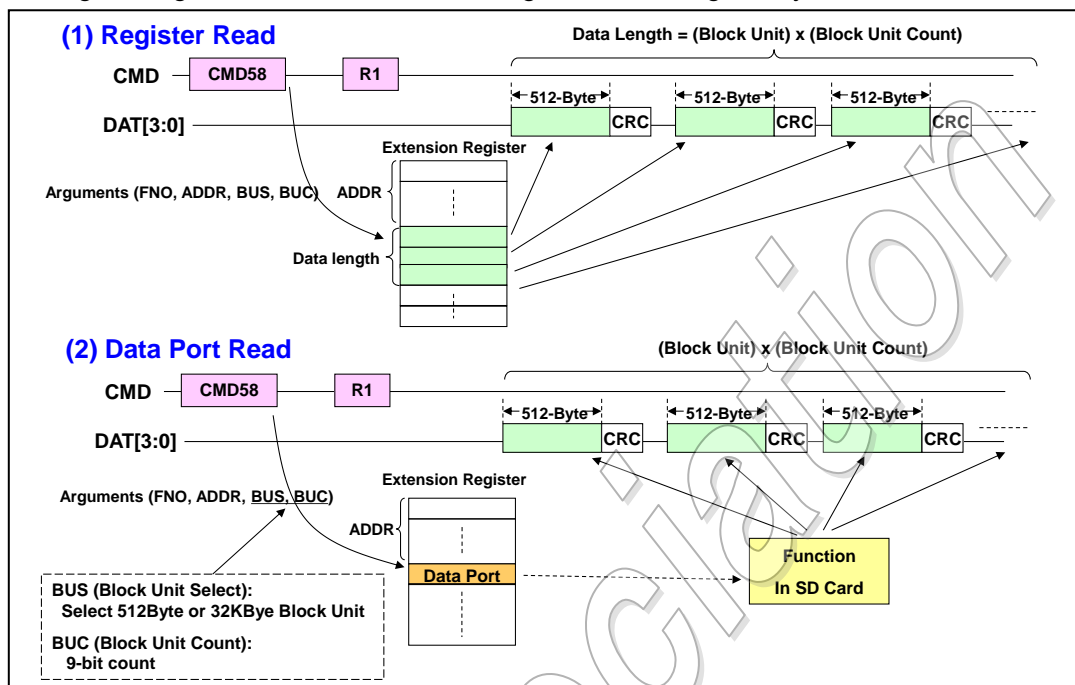 (1) Register Read
Data Length = (Block Unit) x (Block Unit Count)
CMD
CMD58
R1
512-Byte
512-Byte
512-Byte
DAT[3:0]
CRC
CRC
CRC
Extension Register
Arguments (FNO, ADDR, BUS, BUC)
ADDR
Data length
(2) Data Port Read
(Block Unit) x (Block Unit Count)
CMD
CMD58
R1
512-Byte
512-Byte
512-Byte
DAT[3:0]
CRC
CRC
CRC
Extension Register
Arguments (FNO, ADDR, BUS, BUC)
ADDR
Data Port
Function
In SD Card
BUS (Block Unit Select):
Select 512Byte or 32KBye Block Unit
BUC (Block Unit Count):
9-bit count
ciation